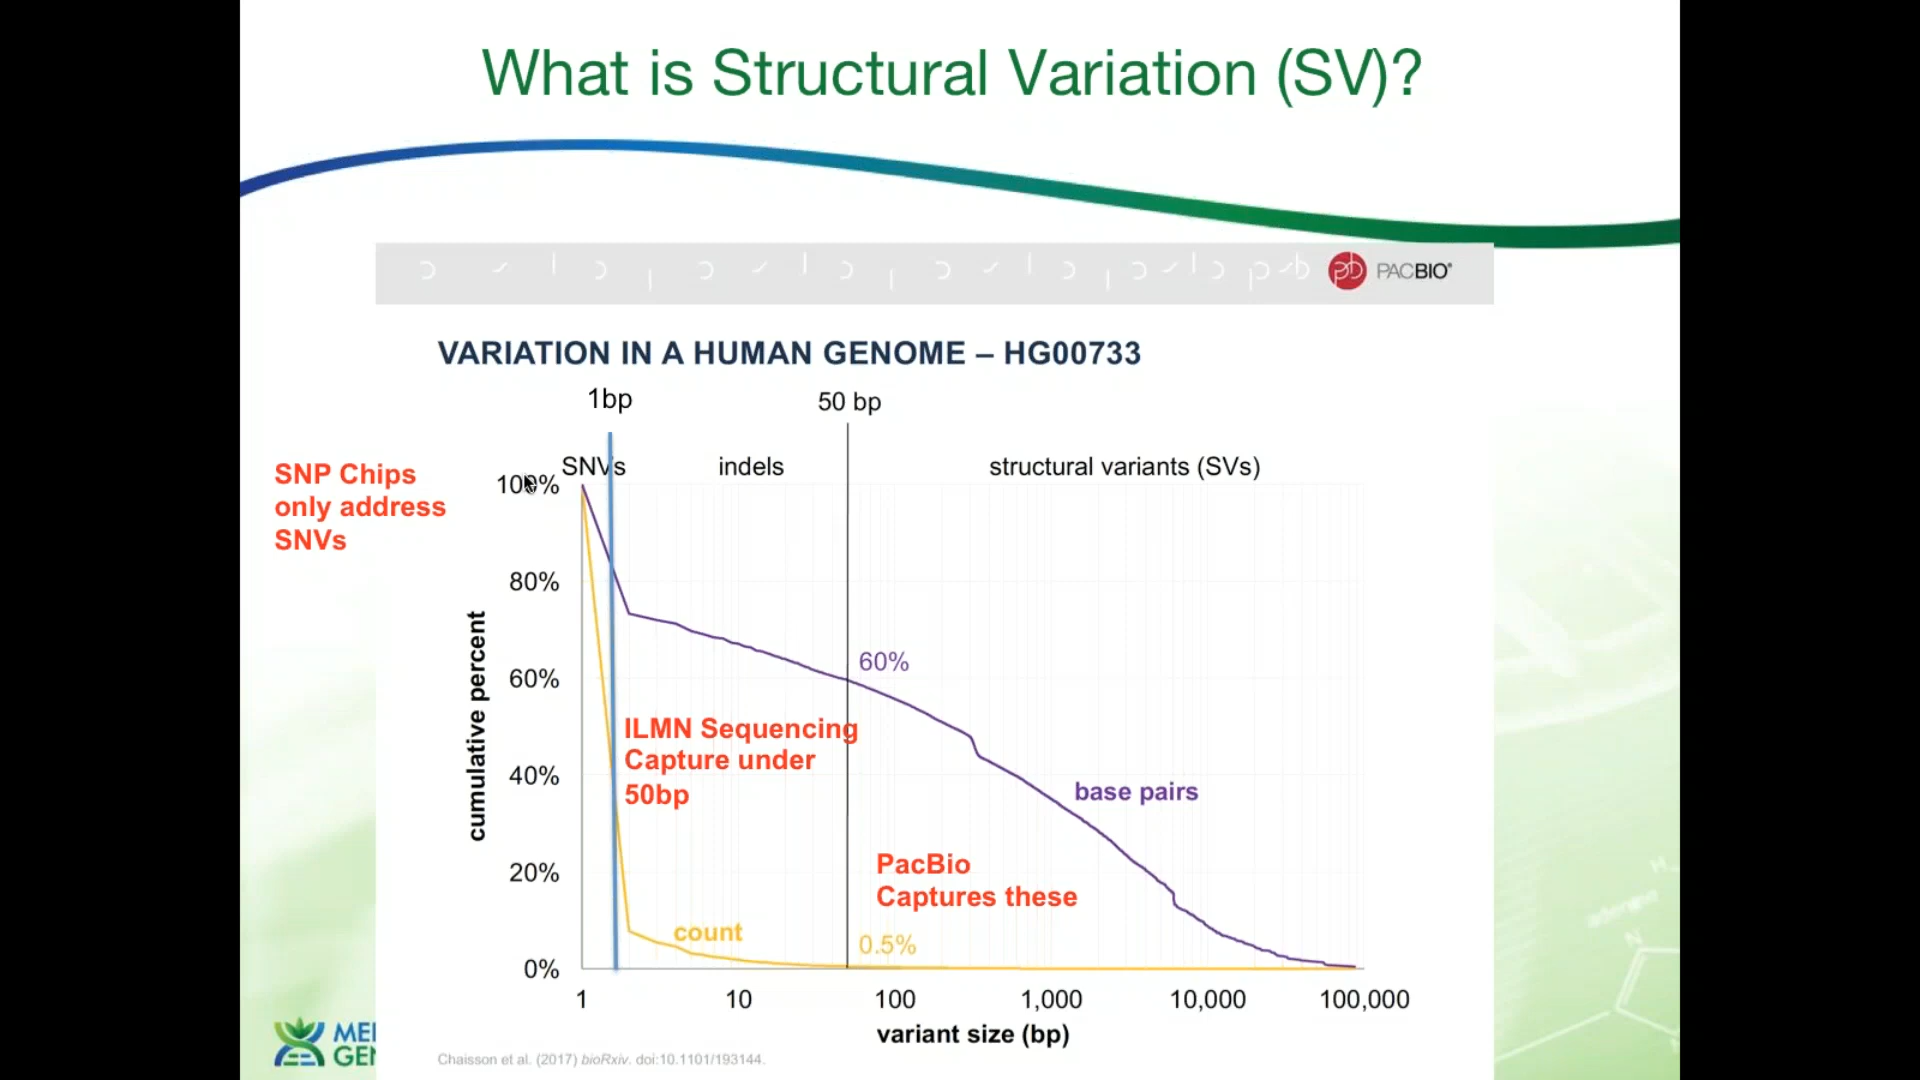 What is Structural Variation (SV)?
PACBIO®
VARIATION IN A HUMAN GENOME – HG00733
1bp
50 bp
SNVs
indels
structural variants (SVs)
SNP Chips
only address
SNVs
100%
80%
60%
40%
20%
0%
cumulative percent
60%
ILMN Sequencing
Capture under
50bp
base pairs
PacBio
Captures these
count
0.5%
1
10
100
1,000
10,000
100,000
variant size (bp)
Chaisson et al. (2017) bioRxiv. doi:10.1101/193144.